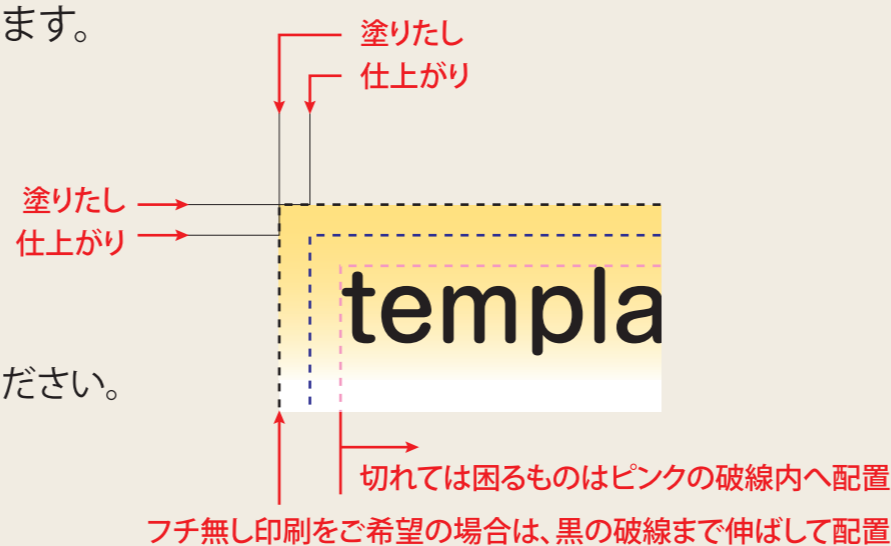 ます。
塗りたし
仕上がり
塗りたし
仕上がり
templa
ださい。
切れては困るものはピンクの破線内へ配置
フチ無し印刷をご希望の場合は、黒の破線まで伸ばして配置